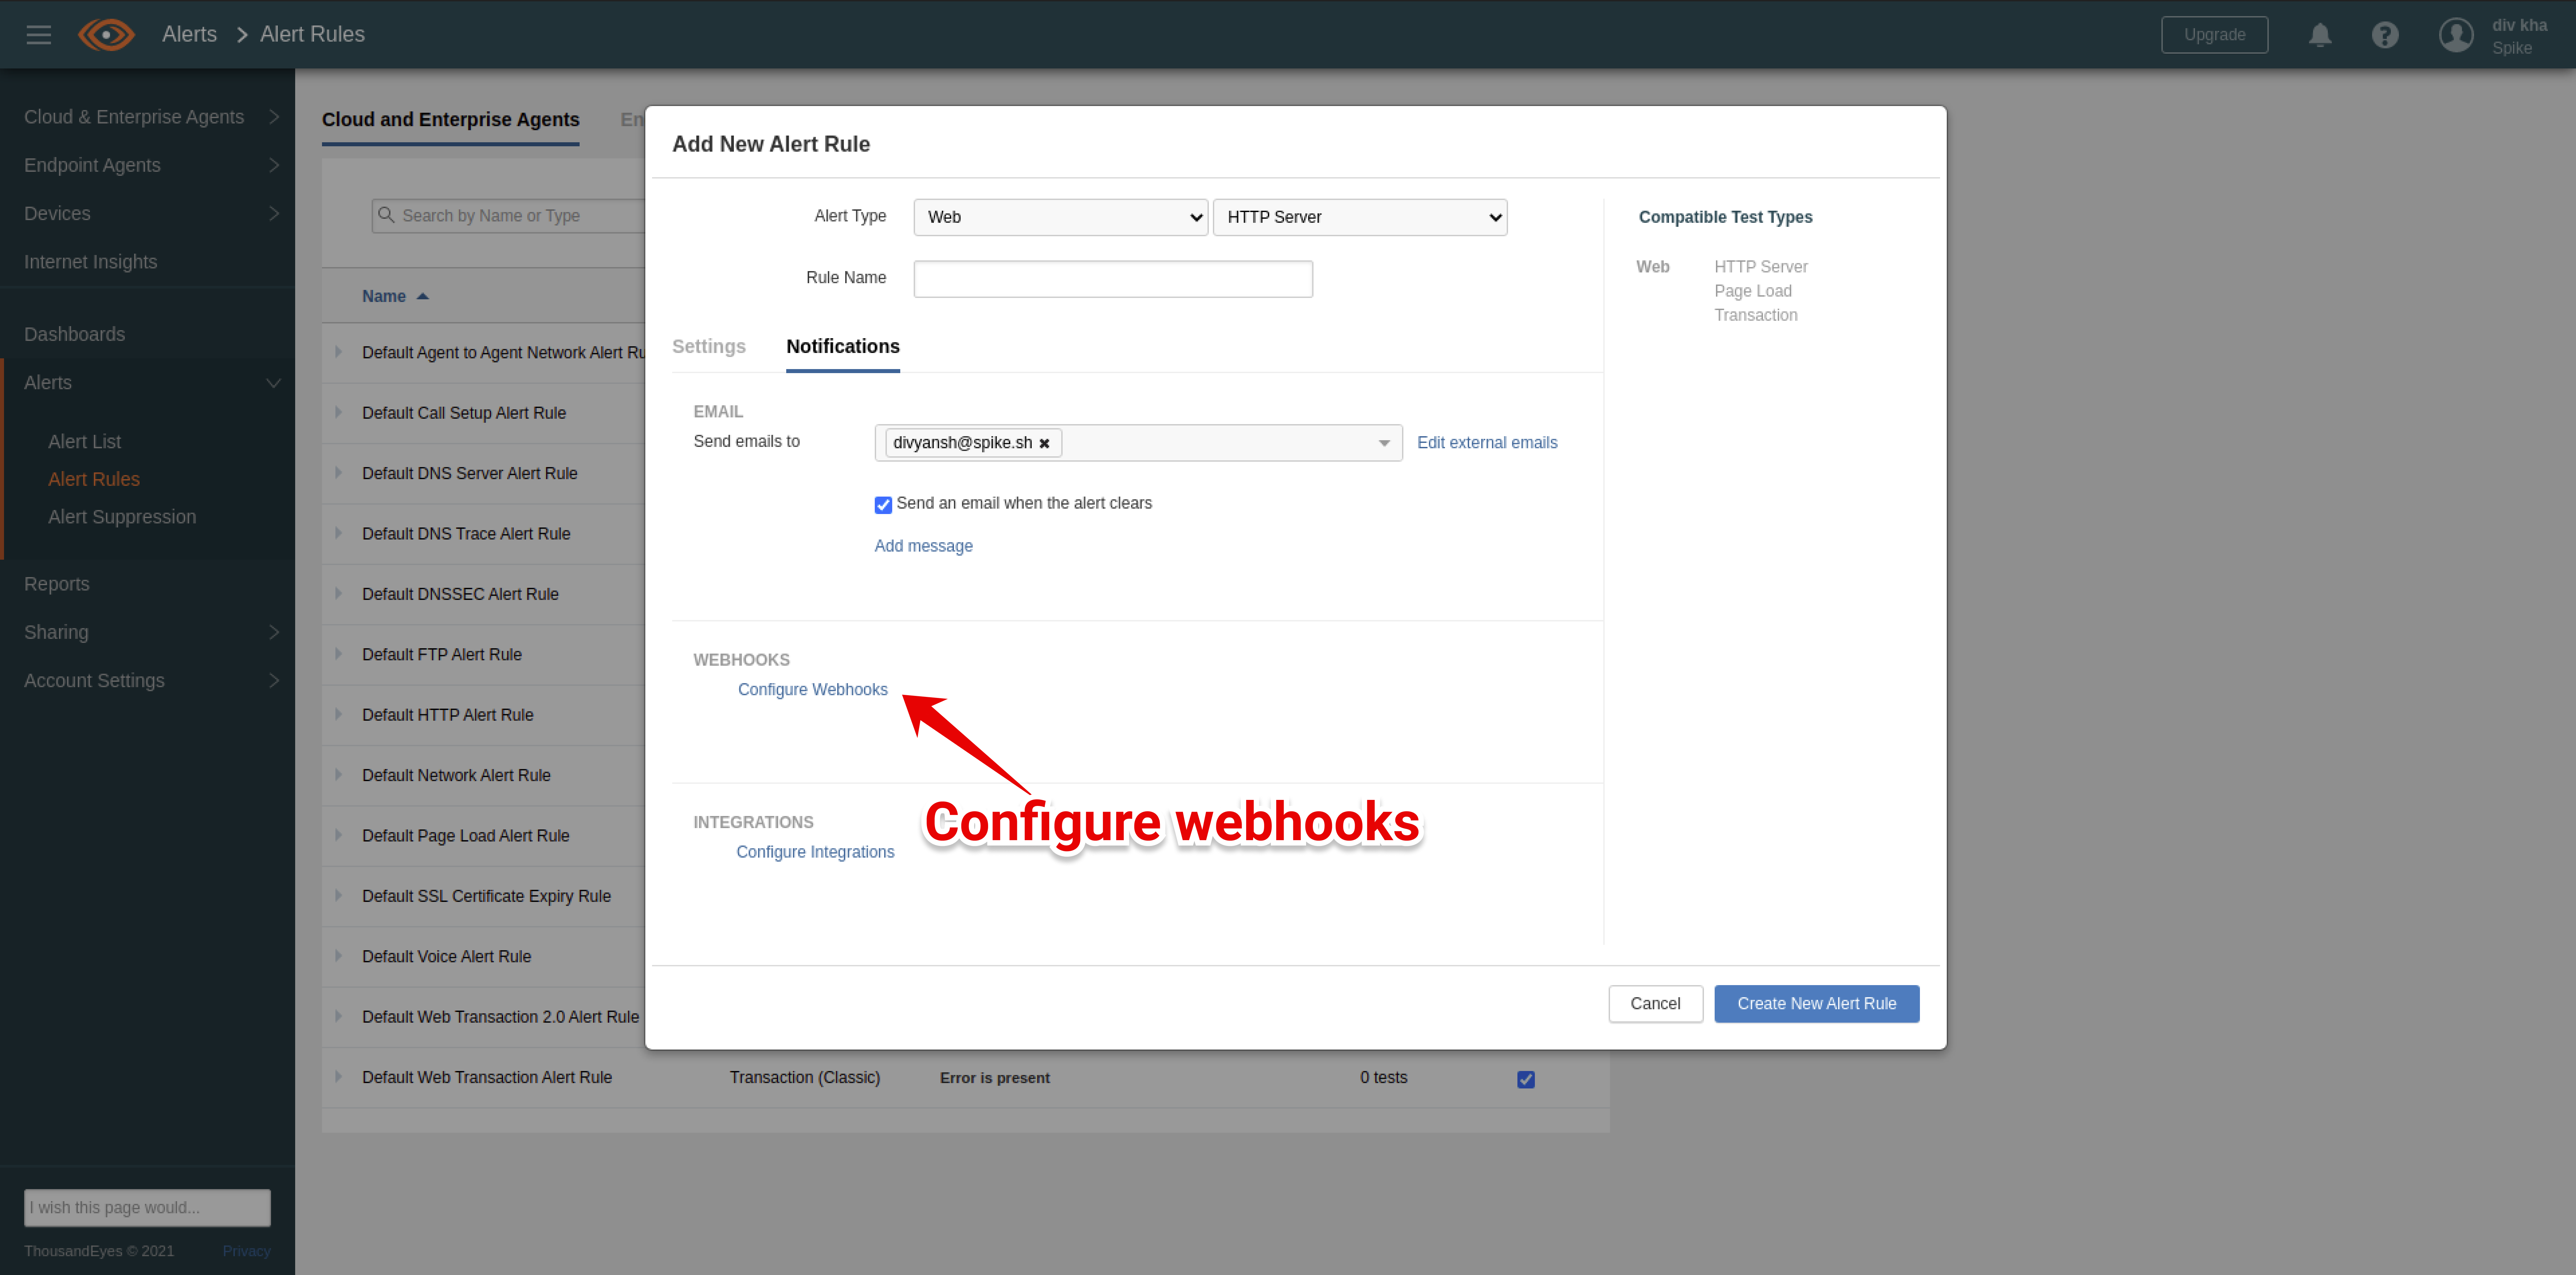 Alerts > Alert Rules
Upgrade
div kha
Spike
Cloud & Enterprise Agents
Endpoint Agents
Devices
Internet Insights
Dashboards
Alerts
Alert List
Alert Rules
Alert Suppression
Reports
Sharing
Account Settings
I wish this page would...
ThousandEyes © 2021 Privacy
Cloud and Enterprise Agents
Search by Name or Type
Name
Default Agent to Agent Network Alert Ru
Default Call Setup Alert Rule
Default DNS Server Alert Rule
Default DNS Trace Alert Rule
Default DNSSEC Alert Rule
Default FTP Alert Rule
Default HTTP Alert Rule
Default Network Alert Rule
Default Page Load Alert Rule
Default SSL Certificate Expiry Rule
Default Voice Alert Rule
Default Web Transaction 2.0 Alert Rule
Default Web Transaction Alert Rule Transaction (Classic) Error is present 0 tests
Add New Alert Rule
Alert Type Web HTTP Server
Rule Name
Settings Notifications
EMAIL
Send emails to divyansh@spike.sh Edit external emails
Send an email when the alert clears
Add message
WEBHOOKS
Configure Webhooks
Configure webhooks
INTEGRATIONS
Configure Integrations
Compatible Test Types
Web HTTP Server
Page Load
Transaction
Cancel Create New Alert Rule